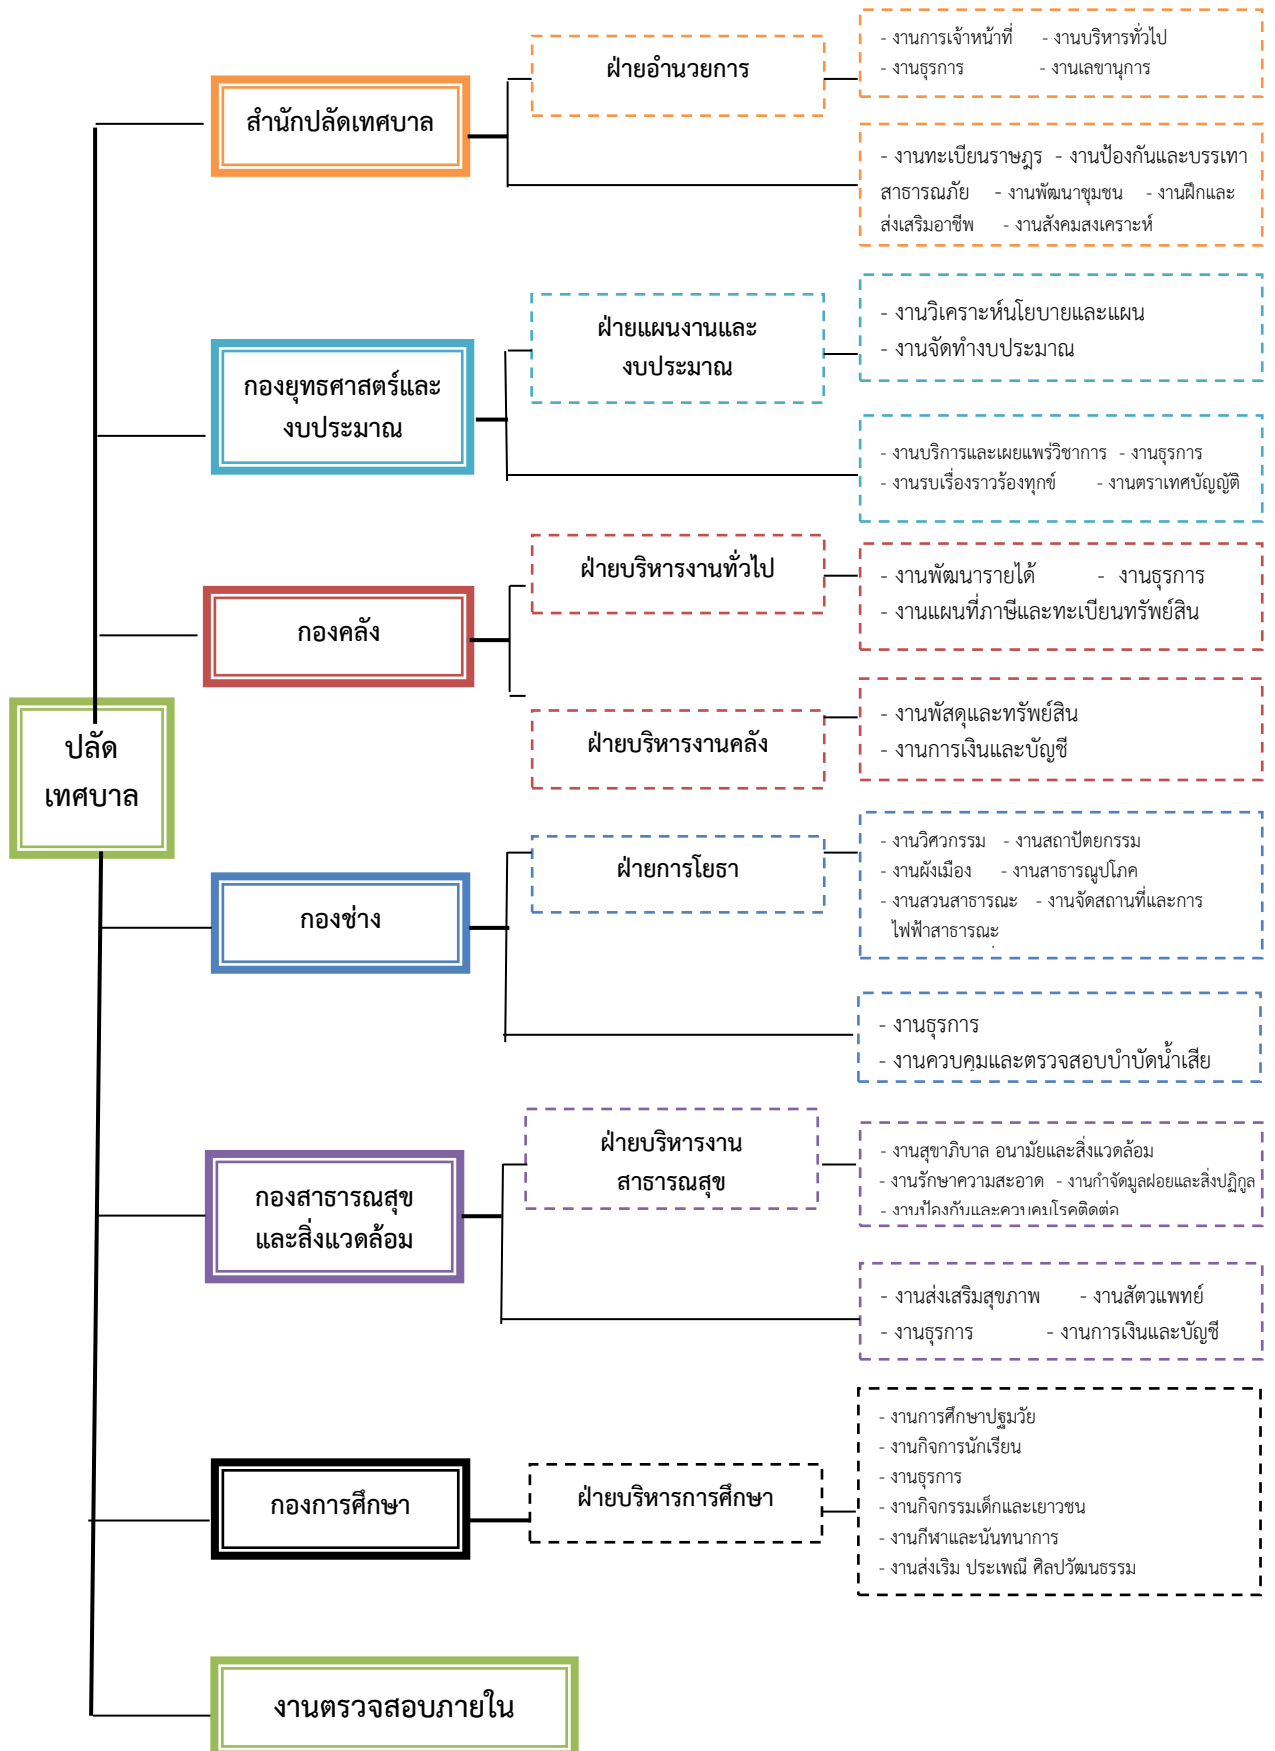 - งานการเจ้าหน้าที่ - งานบริหารทั่วไป
- งานธุรการ - งานเลขานุการ
ฝ่ายอำนวยการ
สำนักปลัดเทศบาล
- งานทะเบียนราษฎร - งานป้องกันและบรรเทา
สาธารณภัย - งานพัฒนาชุมชน - งานฝึกและ
ส่งเสริมอาชีพ - งานสังคมสงเคราะห์
ฝ่ายแผนงานและ
งบประมาณ
- งานวิเคราะห์นโยบายและแผน
- งานจัดทำงบประมาณ
กองยุทธศาสตร์และ
งบประมาณ
- งานบริการและเผยแพร่วิชาการ - งานธุรการ
- งานรบเรื่องราวร้องทุกข์ - งานตราเทศบัญญัติ
ฝ่ายบริหารงานทั่วไป
- งานพัฒนารายได้ - งานธุรการ
- งานแผนที่ภาษีและทะเบียนทรัพย์สิน
กองคลัง
- งานพัสดุและทรัพย์สิน
- งานการเงินและบัญชี
ฝ่ายบริหารงานคลัง
ปลัด
เทศบาล
- งานวิศวกรรม - งานสถาปัตยกรรม
- งานผังเมือง - งานสาธารณูปโภค
- งานสวนสาธารณะ - งานจัดสถานที่และการ
ไฟฟ้าสาธารณะ
ฝ่ายการโยธา
กองช่าง
- งานธุรการ
- งานควบคุมและตรวจสอบบำบัดน้ำเสีย
ฝ่ายบริหารงาน
สาธารณสุข
- งานสุขาภิบาล อนามัยและสิ่งแวดล้อม
- งานรักษาความสะอาด - งานกำจัดมูลฝอยและสิ่งปฏิกูล
- งานป้องกันและควบคุมโรคติดต่อ
กองสาธารณสุข
และสิ่งแวดล้อม
- งานส่งเสริมสุขภาพ - งานสัตวแพทย์
- งานธุรการ - งานการเงินและบัญชี
- งานการศึกษาปฐมวัย
- งานกิจการนักเรียน
- งานธุรการ
- งานกิจกรรมเด็กและเยาวชน
- งานกีฬาและนันทนาการ
- งานส่งเริม ประเพณี ศิลปวัฒนธรรม
ฝ่ายบริหารการศึกษา
กองการศึกษา
งานตรวจสอบภายใน